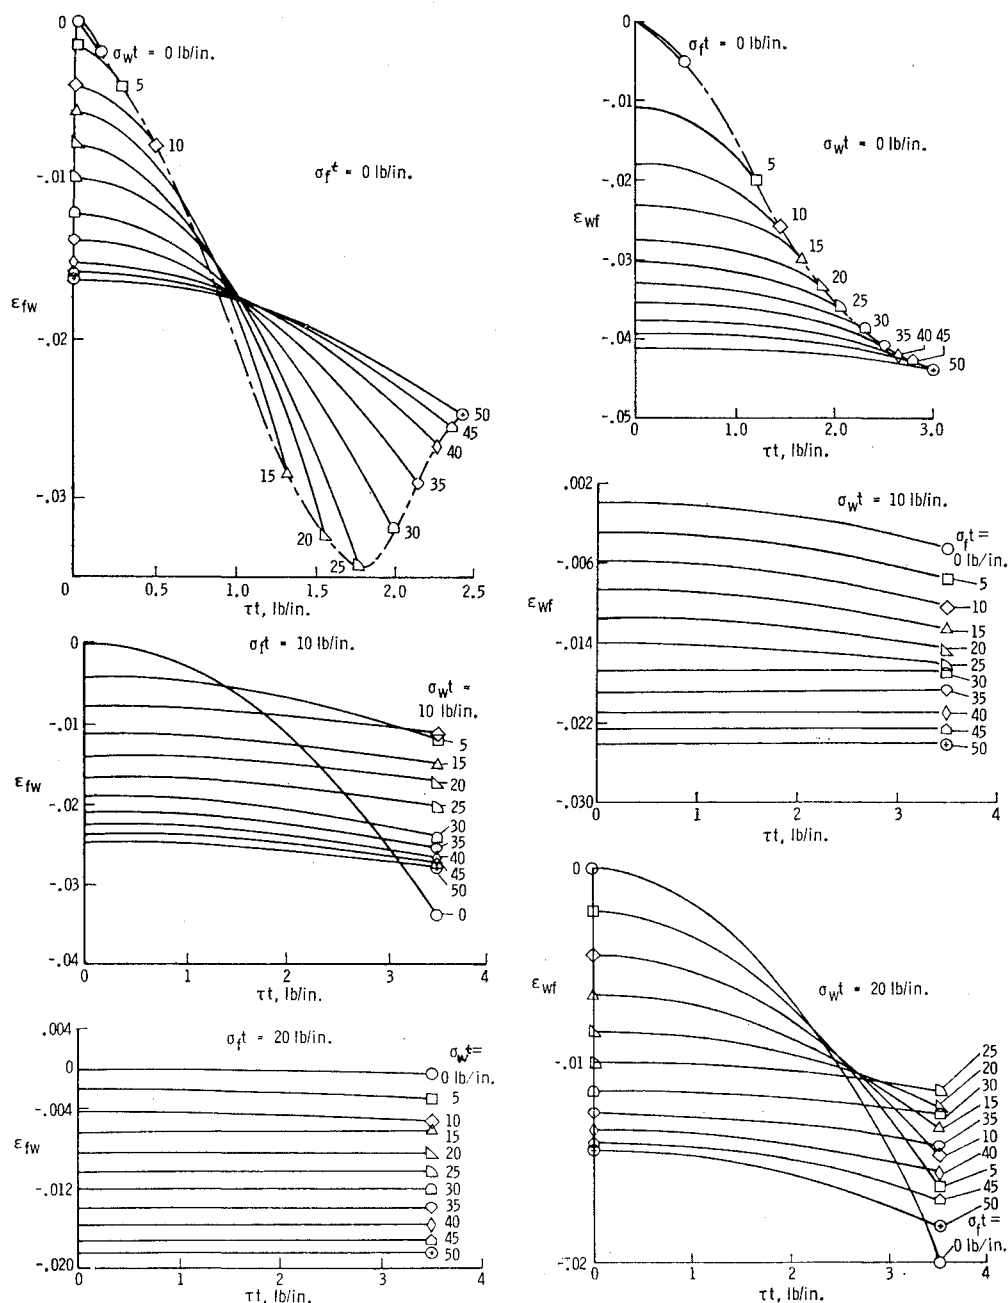 0
σwt = 0 lb/in.
5
10
σft = 0 lb/in.
-.01
εfw
-.02
-.03
15
20
25
30
35
40
45
50
0 0.5 1.0 1.5 2.0 2.5
τt, lb/in.
0
σft = 0 lb/in.
-.01
σwt = 0 lb/in.
-.02
εwf
-.03
-.04
-.05
5
10
15
20
25
30
35 40 45
50
0 1.0 2.0 3.0
τt, lb/in.
σft = 10 lb/in.
0
-.01
εfw
-.02
-.03
-.04
σwt =
10 lb/in.
5
15
20
25
30
35
40
45
50
0
0 1 2 3 4
τt, lb/in.
.002
σwt = 10 lb/in.
-.006
εwf
-.014
-.022
-.030
σft =
0 lb/in.
5
10
15
20
25
30
35
40
45
50
0 1 2 3 4
τt, lb/in.
.004
σft = 20 lb/in.
0
-.004
εfw
-.012
-.020
σwt =
0 lb/in.
5
10
15
20
25
30
35
40
45
50
0 1 2 3 4
τt, lb/in.
0
εwf
σwt = 20 lb/in.
-.01
-.02
25
20
30
15
35
10
40
5
45
50
σft =
0 lb/in.
0 1 2 3 4
τt, lb/in.